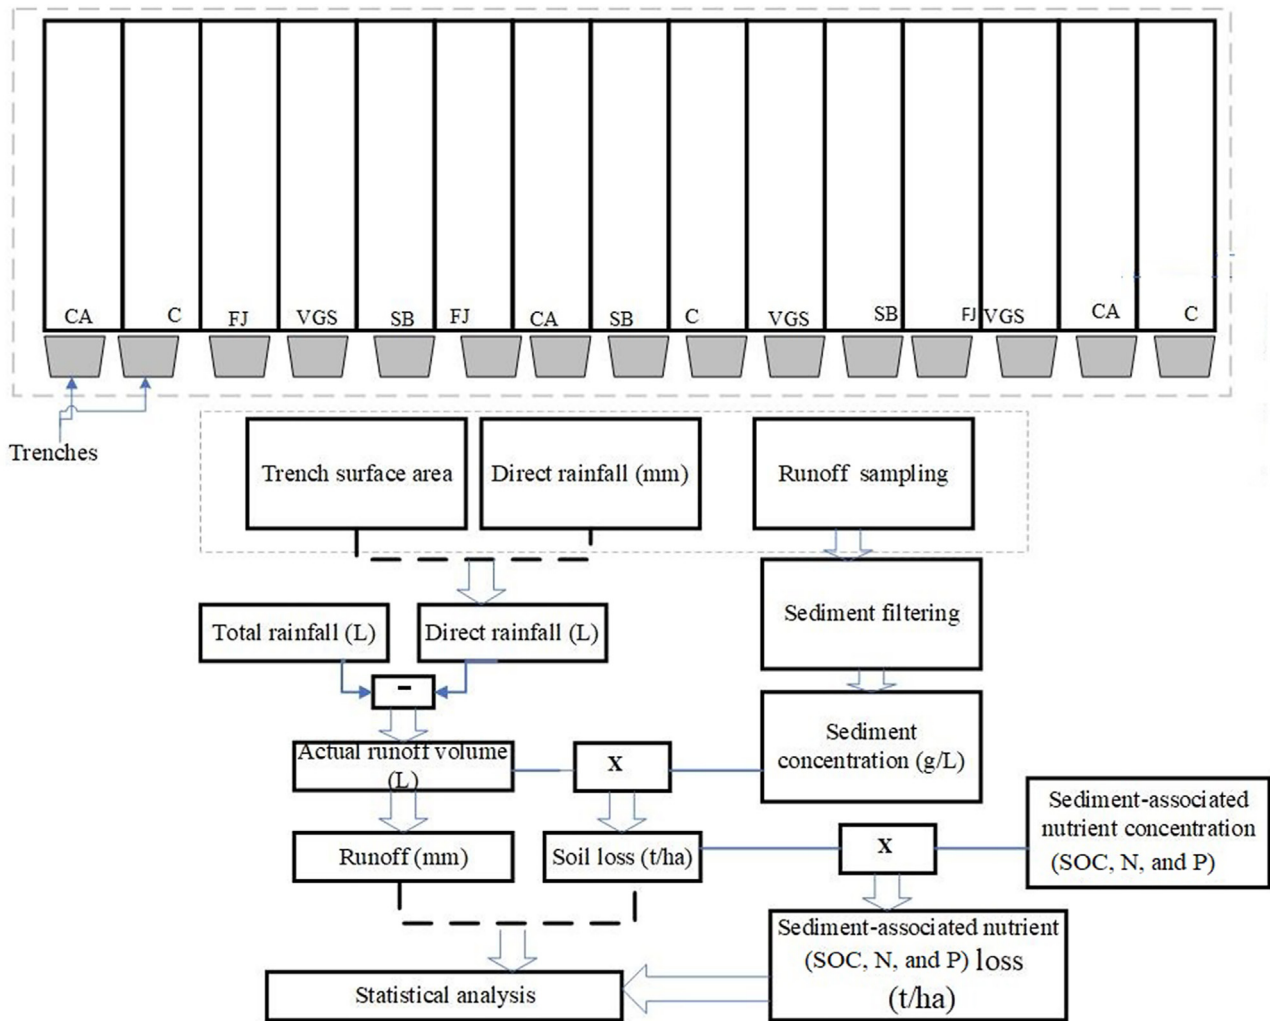 CA C FJ VGS SB FJ CA SB C VGS SB FJ VGS CA C
Trenches
Trench surface area
Direct rainfall (mm)
Runoff sampling
Total rainfall (L)
Direct rainfall (L)
Sediment filtering
-
Actual runoff volume
(L)
X
Sediment
concentration (g/L)
Sediment-associated
nutrient concentration
(SOC, N, and P)
Runoff (mm)
Soil loss (t/ha)
X
Sediment-associated nutrient
(SOC, N, and P) loss
(t/ha)
Statistical analysis